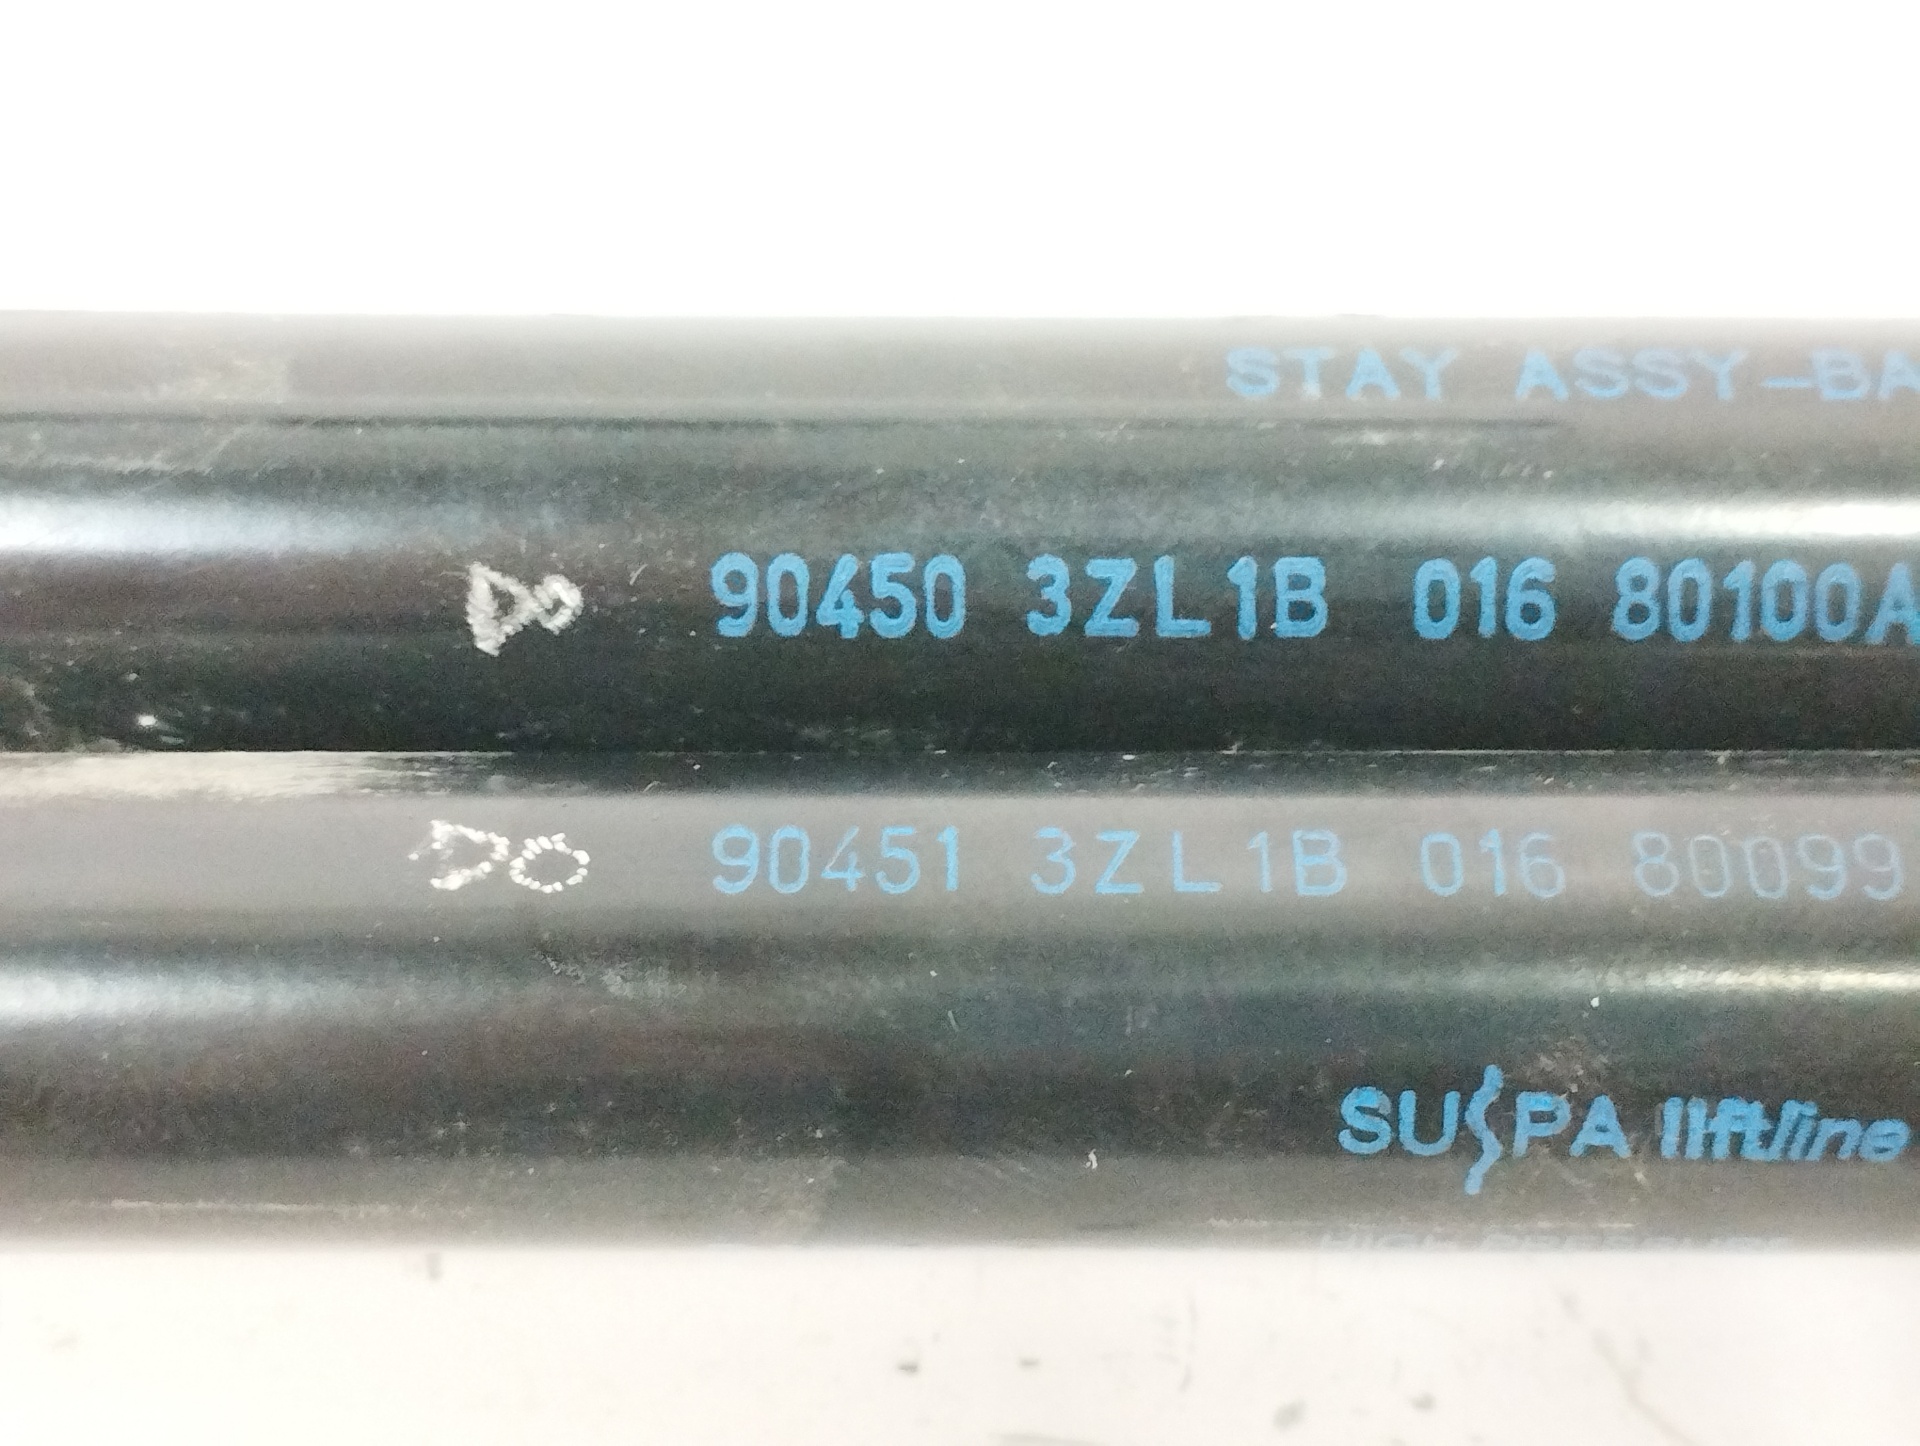 STAY ASSY-BA
90450 3ZL1B 016 80100A
90451 3ZL1B 016 80099
SUSPA liftline